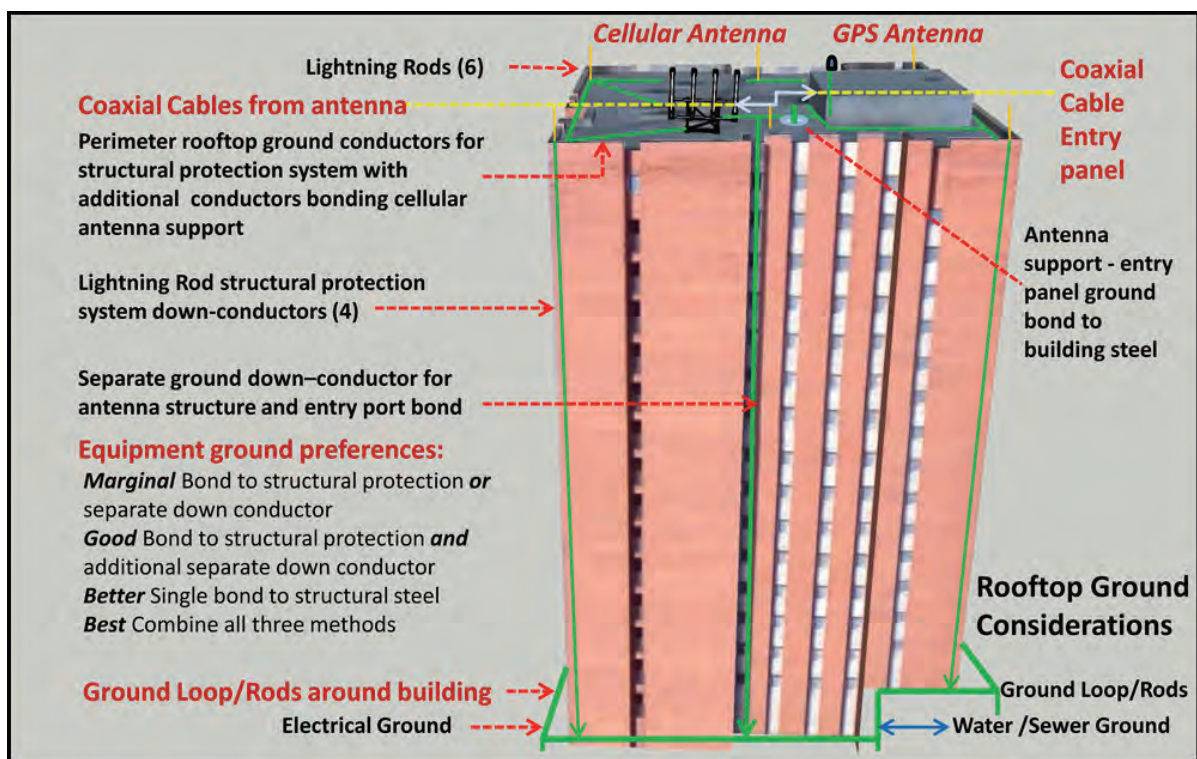 Cellular Antenna
GPS Antenna
Lightning Rods (6)
Coaxial Cables from antenna
Perimeter rooftop ground conductors for
structural protection system with
additional conductors bonding cellular
antenna support
Lightning Rod structural protection
system down-conductors (4)
Separate ground down–conductor for
antenna structure and entry port bond
Equipment ground preferences:
Marginal Bond to structural protection or
separate down conductor
Good Bond to structural protection and
additional separate down conductor
Better Single bond to structural steel
Best Combine all three methods
Ground Loop/Rods around building
Electrical Ground
Coaxial
Cable
Entry
panel
Antenna
support - entry
panel ground
bond to
building steel
Rooftop Ground
Considerations
Ground Loop/Rods
Water /Sewer Ground